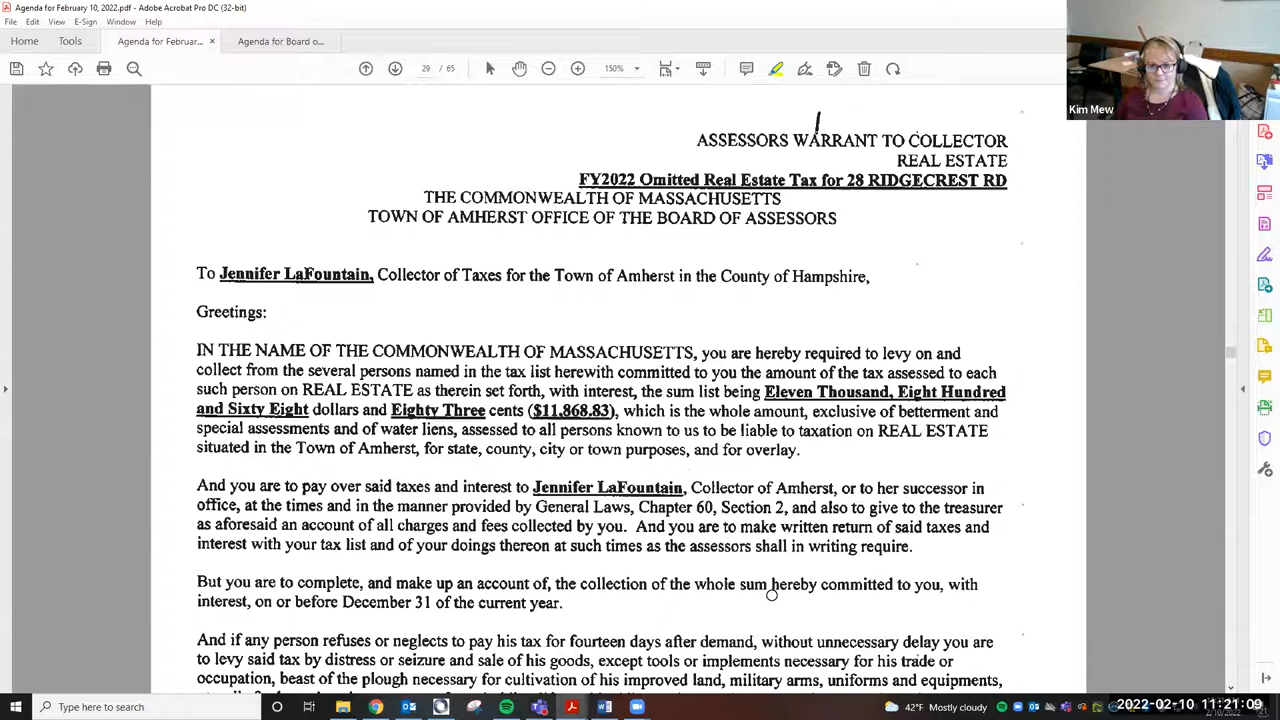 Agenda for February 10, 2022.pdf - Adobe Acrobat Pro DC (32-bit)
File Edit View E-Sign Window Help
Home Tools Agenda for Februar... × Agenda for Board o...
29 / 65 150%
Kim Mew
ASSESSORS WARRANT TO COLLECTOR
REAL ESTATE
FY2022 Omitted Real Estate Tax for 28 RIDGECREST RD
THE COMMONWEALTH OF MASSACHUSETTS
TOWN OF AMHERST OFFICE OF THE BOARD OF ASSESSORS
To Jennifer LaFountain, Collector of Taxes for the Town of Amherst in the County of Hampshire,
Greetings:
IN THE NAME OF THE COMMONWEALTH OF MASSACHUSETTS, you are hereby required to levy on and
collect from the several persons named in the tax list herewith committed to you the amount of the tax assessed to each
such person on REAL ESTATE as therein set forth, with interest, the sum list being Eleven Thousand, Eight Hundred
and Sixty Eight dollars and Eighty Three cents ($11,868.83), which is the whole amount, exclusive of betterment and
special assessments and of water liens, assessed to all persons known to us to be liable to taxation on REAL ESTATE
situated in the Town of Amherst, for state, county, city or town purposes, and for overlay.
And you are to pay over said taxes and interest to Jennifer LaFountain, Collector of Amherst, or to her successor in
office, at the times and in the manner provided by General Laws, Chapter 60, Section 2, and also to give to the treasurer
as aforesaid an account of all charges and fees collected by you. And you are to make written return of said taxes and
interest with your tax list and of your doings thereon at such times as the assessors shall in writing require.
But you are to complete, and make up an account of, the collection of the whole sum hereby committed to you, with
interest, on or before December 31 of the current year.
And if any person refuses or neglects to pay his tax for fourteen days after demand, without unnecessary delay you are
to levy said tax by distress or seizure and sale of his goods, except tools or implements necessary for his trade or
occupation, beast of the plough necessary for cultivation of his improved land, military arms, uniforms and equipments,
Type here to search
42°F Mostly cloudy
2022-02-10 11:21:09